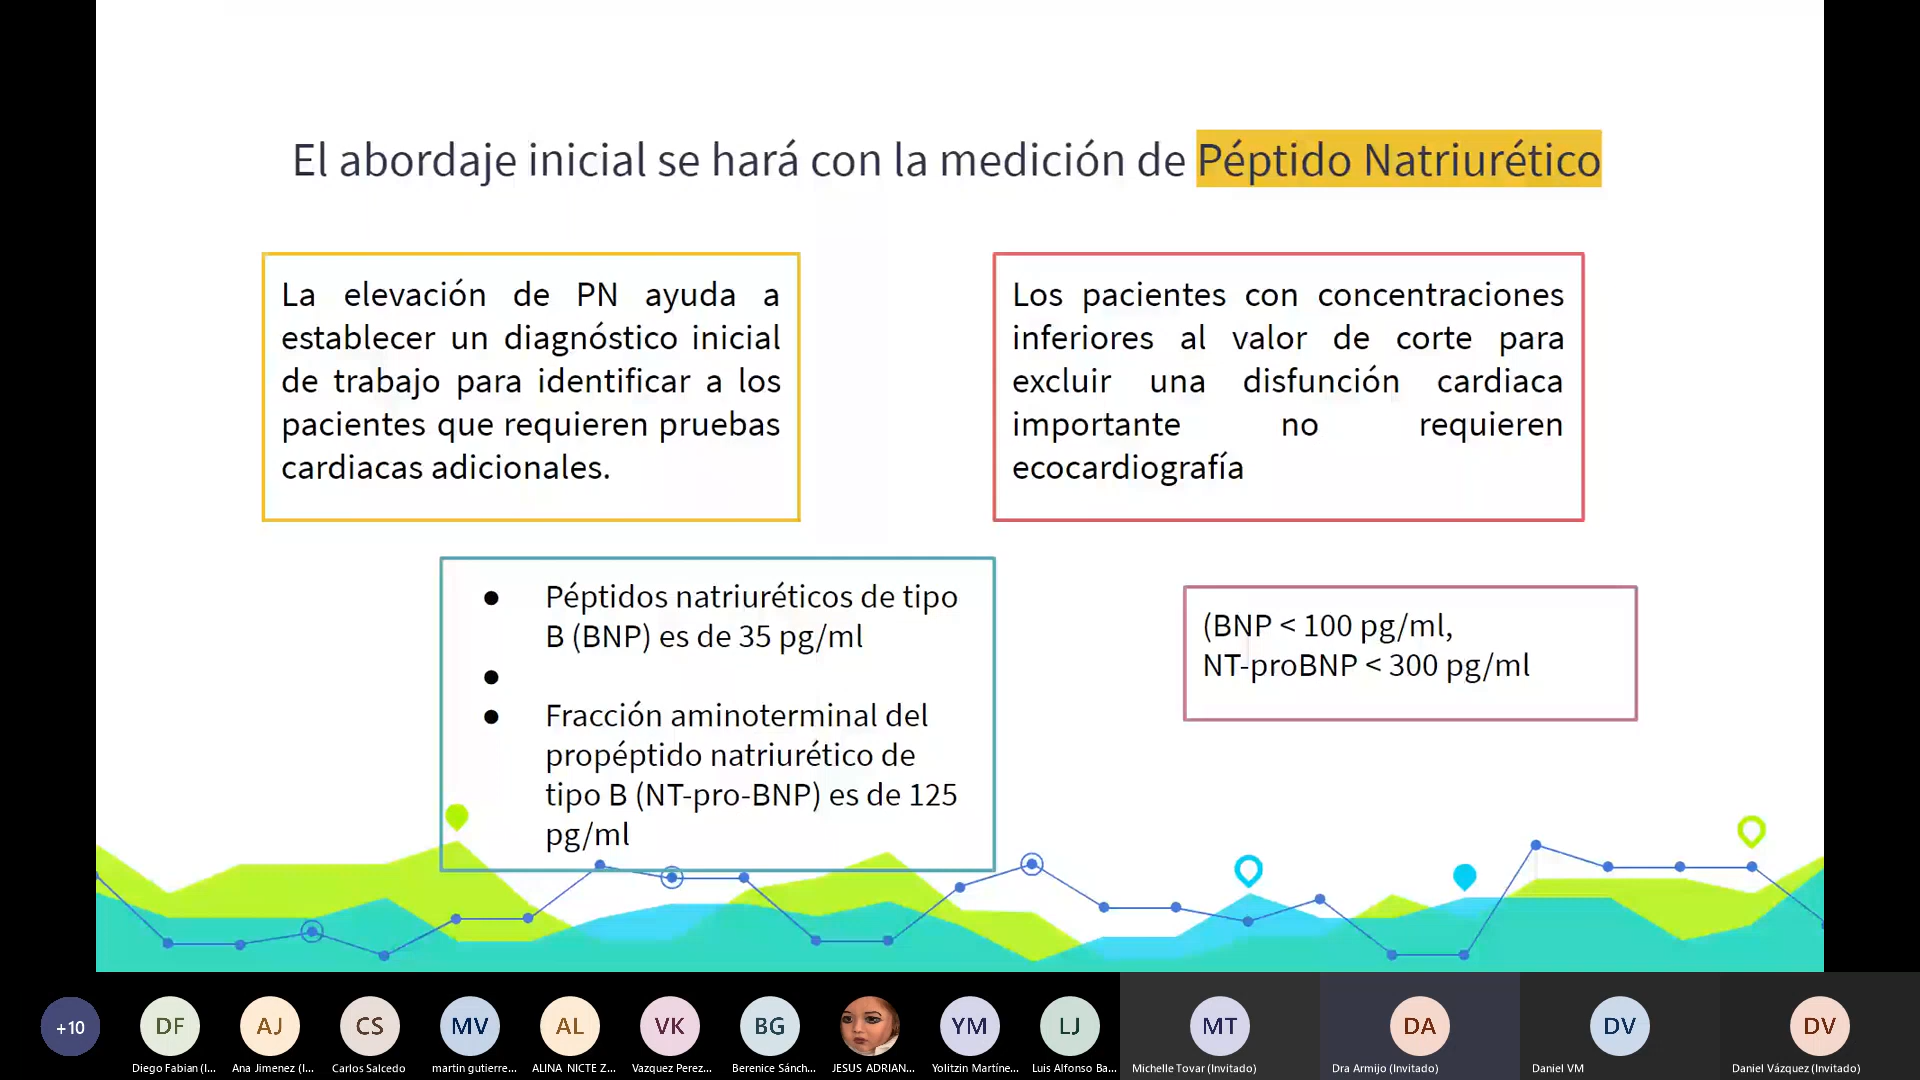 El abordaje inicial se hará con la medición de Péptido Natriurético
La elevación de PN ayuda a
establecer un diagnóstico inicial
de trabajo para identificar a los
pacientes que requieren pruebas
cardiacas adicionales.
Los pacientes con concentraciones
inferiores al valor de corte para
excluir una disfunción cardiaca
importante no requieren
ecocardiografía
● Péptidos natriuréticos de tipo
B (BNP) es de 35 pg/ml
●
● Fracción aminoterminal del
propéptido natriurético de
tipo B (NT-pro-BNP) es de 125
pg/ml
(BNP < 100 pg/ml,
NT-proBNP < 300 pg/ml
+10
DF
AJ
CS
MV
AL
VK
BG
YM
LJ
MT
DA
DV
DV
Diego Fabian (I...
Ana Jimenez (I...
Carlos Salcedo
martin gutierre...
ALINA NICTE Z...
Vazquez Perez...
Berenice Sánch...
JESUS ADRIAN...
Yolitzin Martíne...
Luis Alfonso Ba...
Michelle Tovar (Invitado)
Dra Armijo (Invitado)
Daniel VM
Daniel Vázquez (Invitado)